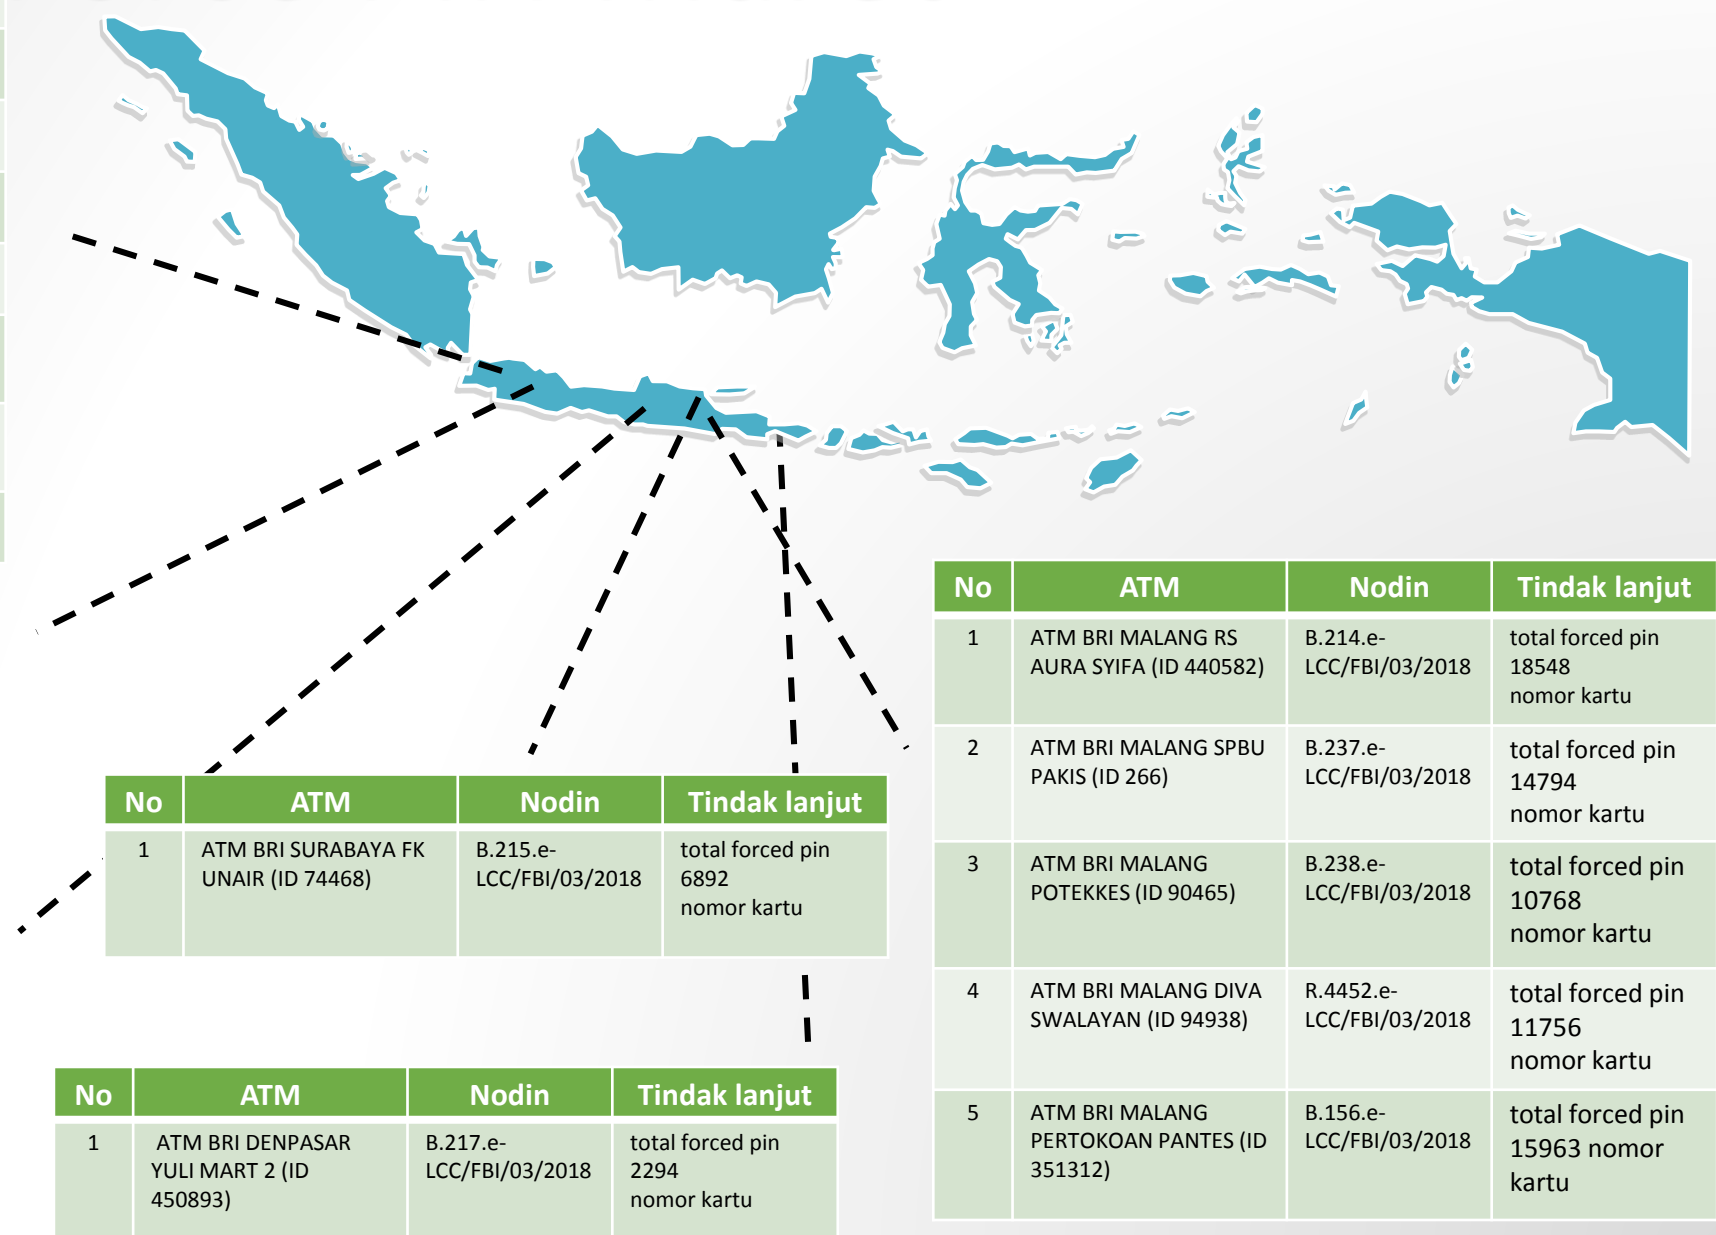 No ATM Nodin Tindak lanjut
1 ATM BRI SURABAYA FK B.215.e- total forced pin
UNAIR (ID 74468) LCC/FBI/03/2018 6892
nomor kartu
No ATM Nodin Tindak lanjut
1 ATM BRI DENPASAR B.217.e- total forced pin
YULI MART 2 (ID LCC/FBI/03/2018 2294
450893) nomor kartu
No ATM Nodin Tindak lanjut
1 ATM BRI MALANG RS B.214.e- total forced pin
AURA SYIFA (ID 440582) LCC/FBI/03/2018 18548
nomor kartu
2 ATM BRI MALANG SPBU B.237.e- total forced pin
PAKIS (ID 266) LCC/FBI/03/2018 14794
nomor kartu
3 ATM BRI MALANG B.238.e- total forced pin
POTEKKES (ID 90465) LCC/FBI/03/2018 10768
nomor kartu
4 ATM BRI MALANG DIVA R.4452.e- total forced pin
SWALAYAN (ID 94938) LCC/FBI/03/2018 11756
nomor kartu
5 ATM BRI MALANG B.156.e- total forced pin
PERTOKOAN PANTES (ID LCC/FBI/03/2018 15963 nomor
351312) kartu